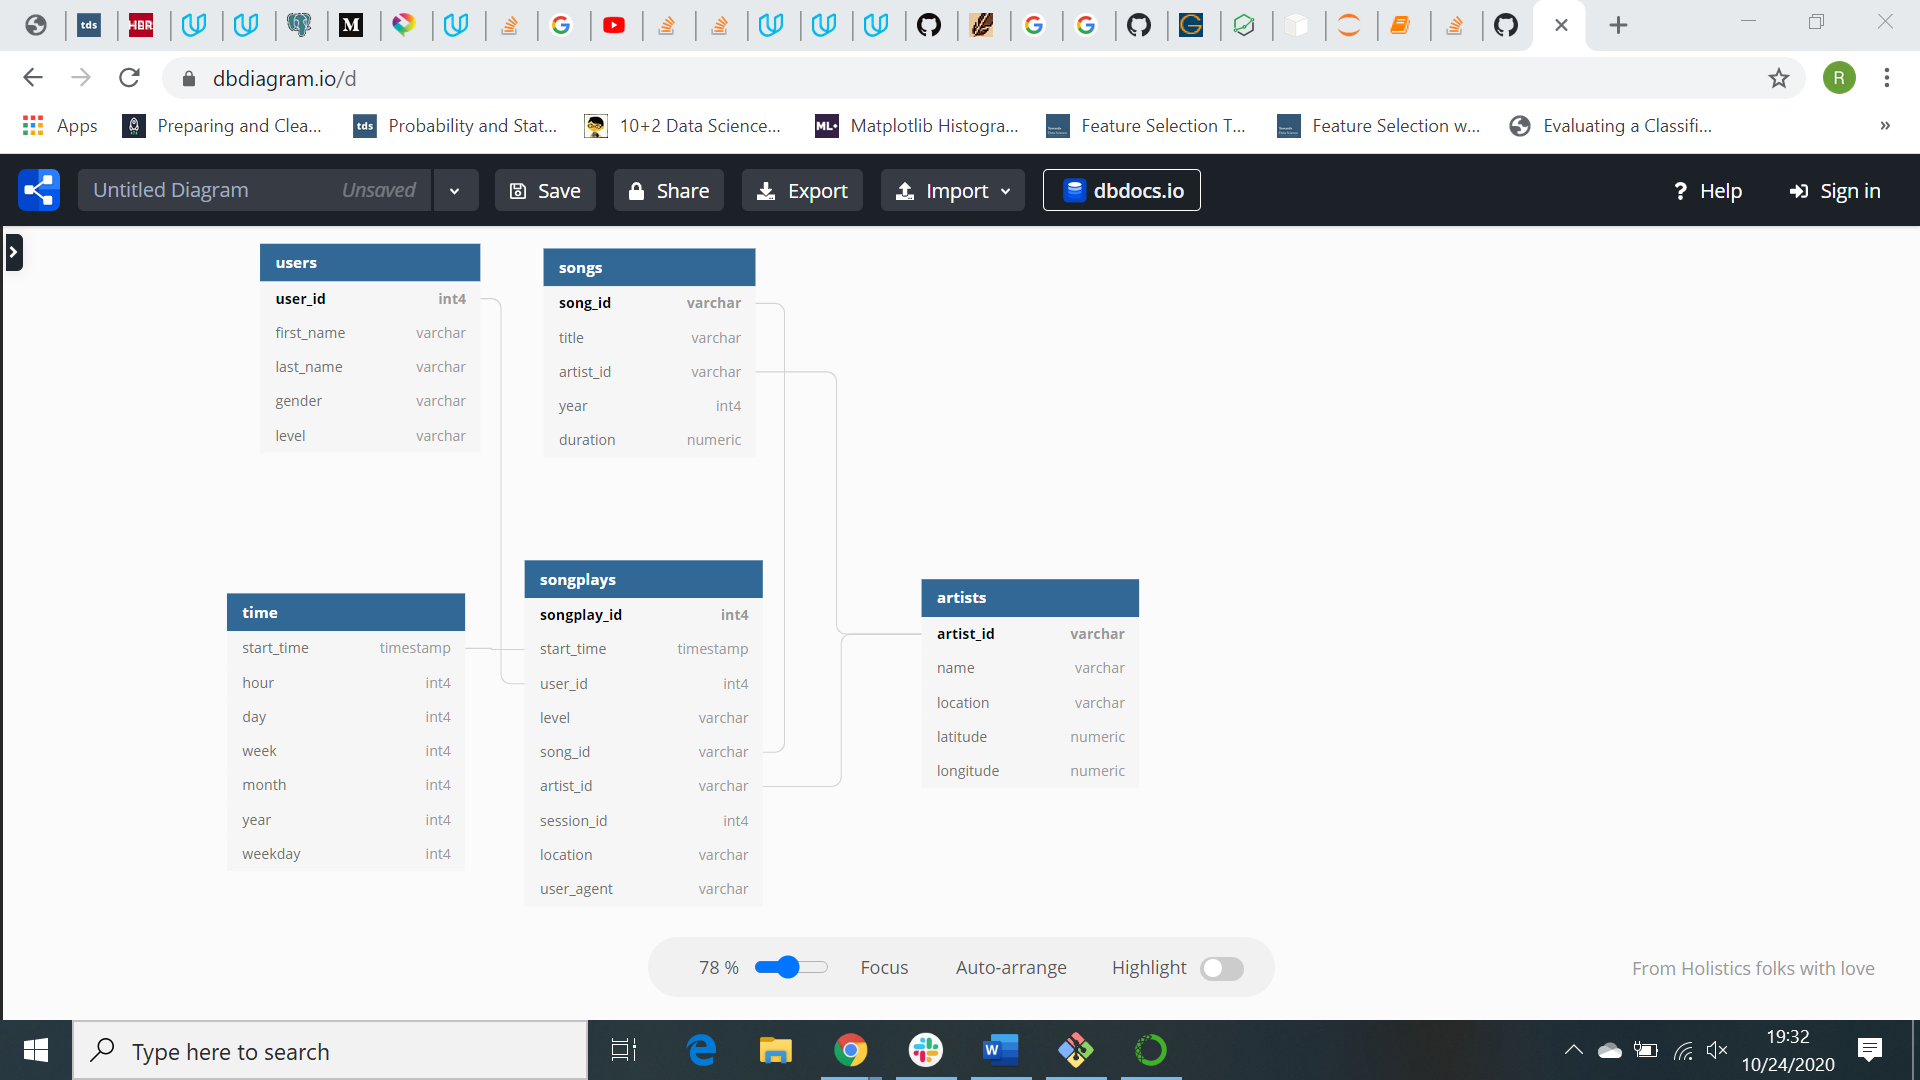 tds HBR M
dbdiagram.io/d
R
Apps Preparing and Clea... tds Probability and Stat... 10+2 Data Science... ML+ Matplotlib Histogra... Feature Selection T... Feature Selection w... Evaluating a Classifi... »
Untitled Diagram Unsaved Save Share Export Import dbdocs.io ? Help Sign in
users
user_id int4
first_name varchar
last_name varchar
gender varchar
level varchar
songs
song_id varchar
title varchar
artist_id varchar
year int4
duration numeric
time
start_time timestamp
hour int4
day int4
week int4
month int4
year int4
weekday int4
songplays
songplay_id int4
start_time timestamp
user_id int4
level varchar
song_id varchar
artist_id varchar
session_id int4
location varchar
user_agent varchar
artists
artist_id varchar
name varchar
location varchar
latitude numeric
longitude numeric
78 % Focus Auto-arrange Highlight
From Holistics folks with love
Type here to search
19:32
10/24/2020